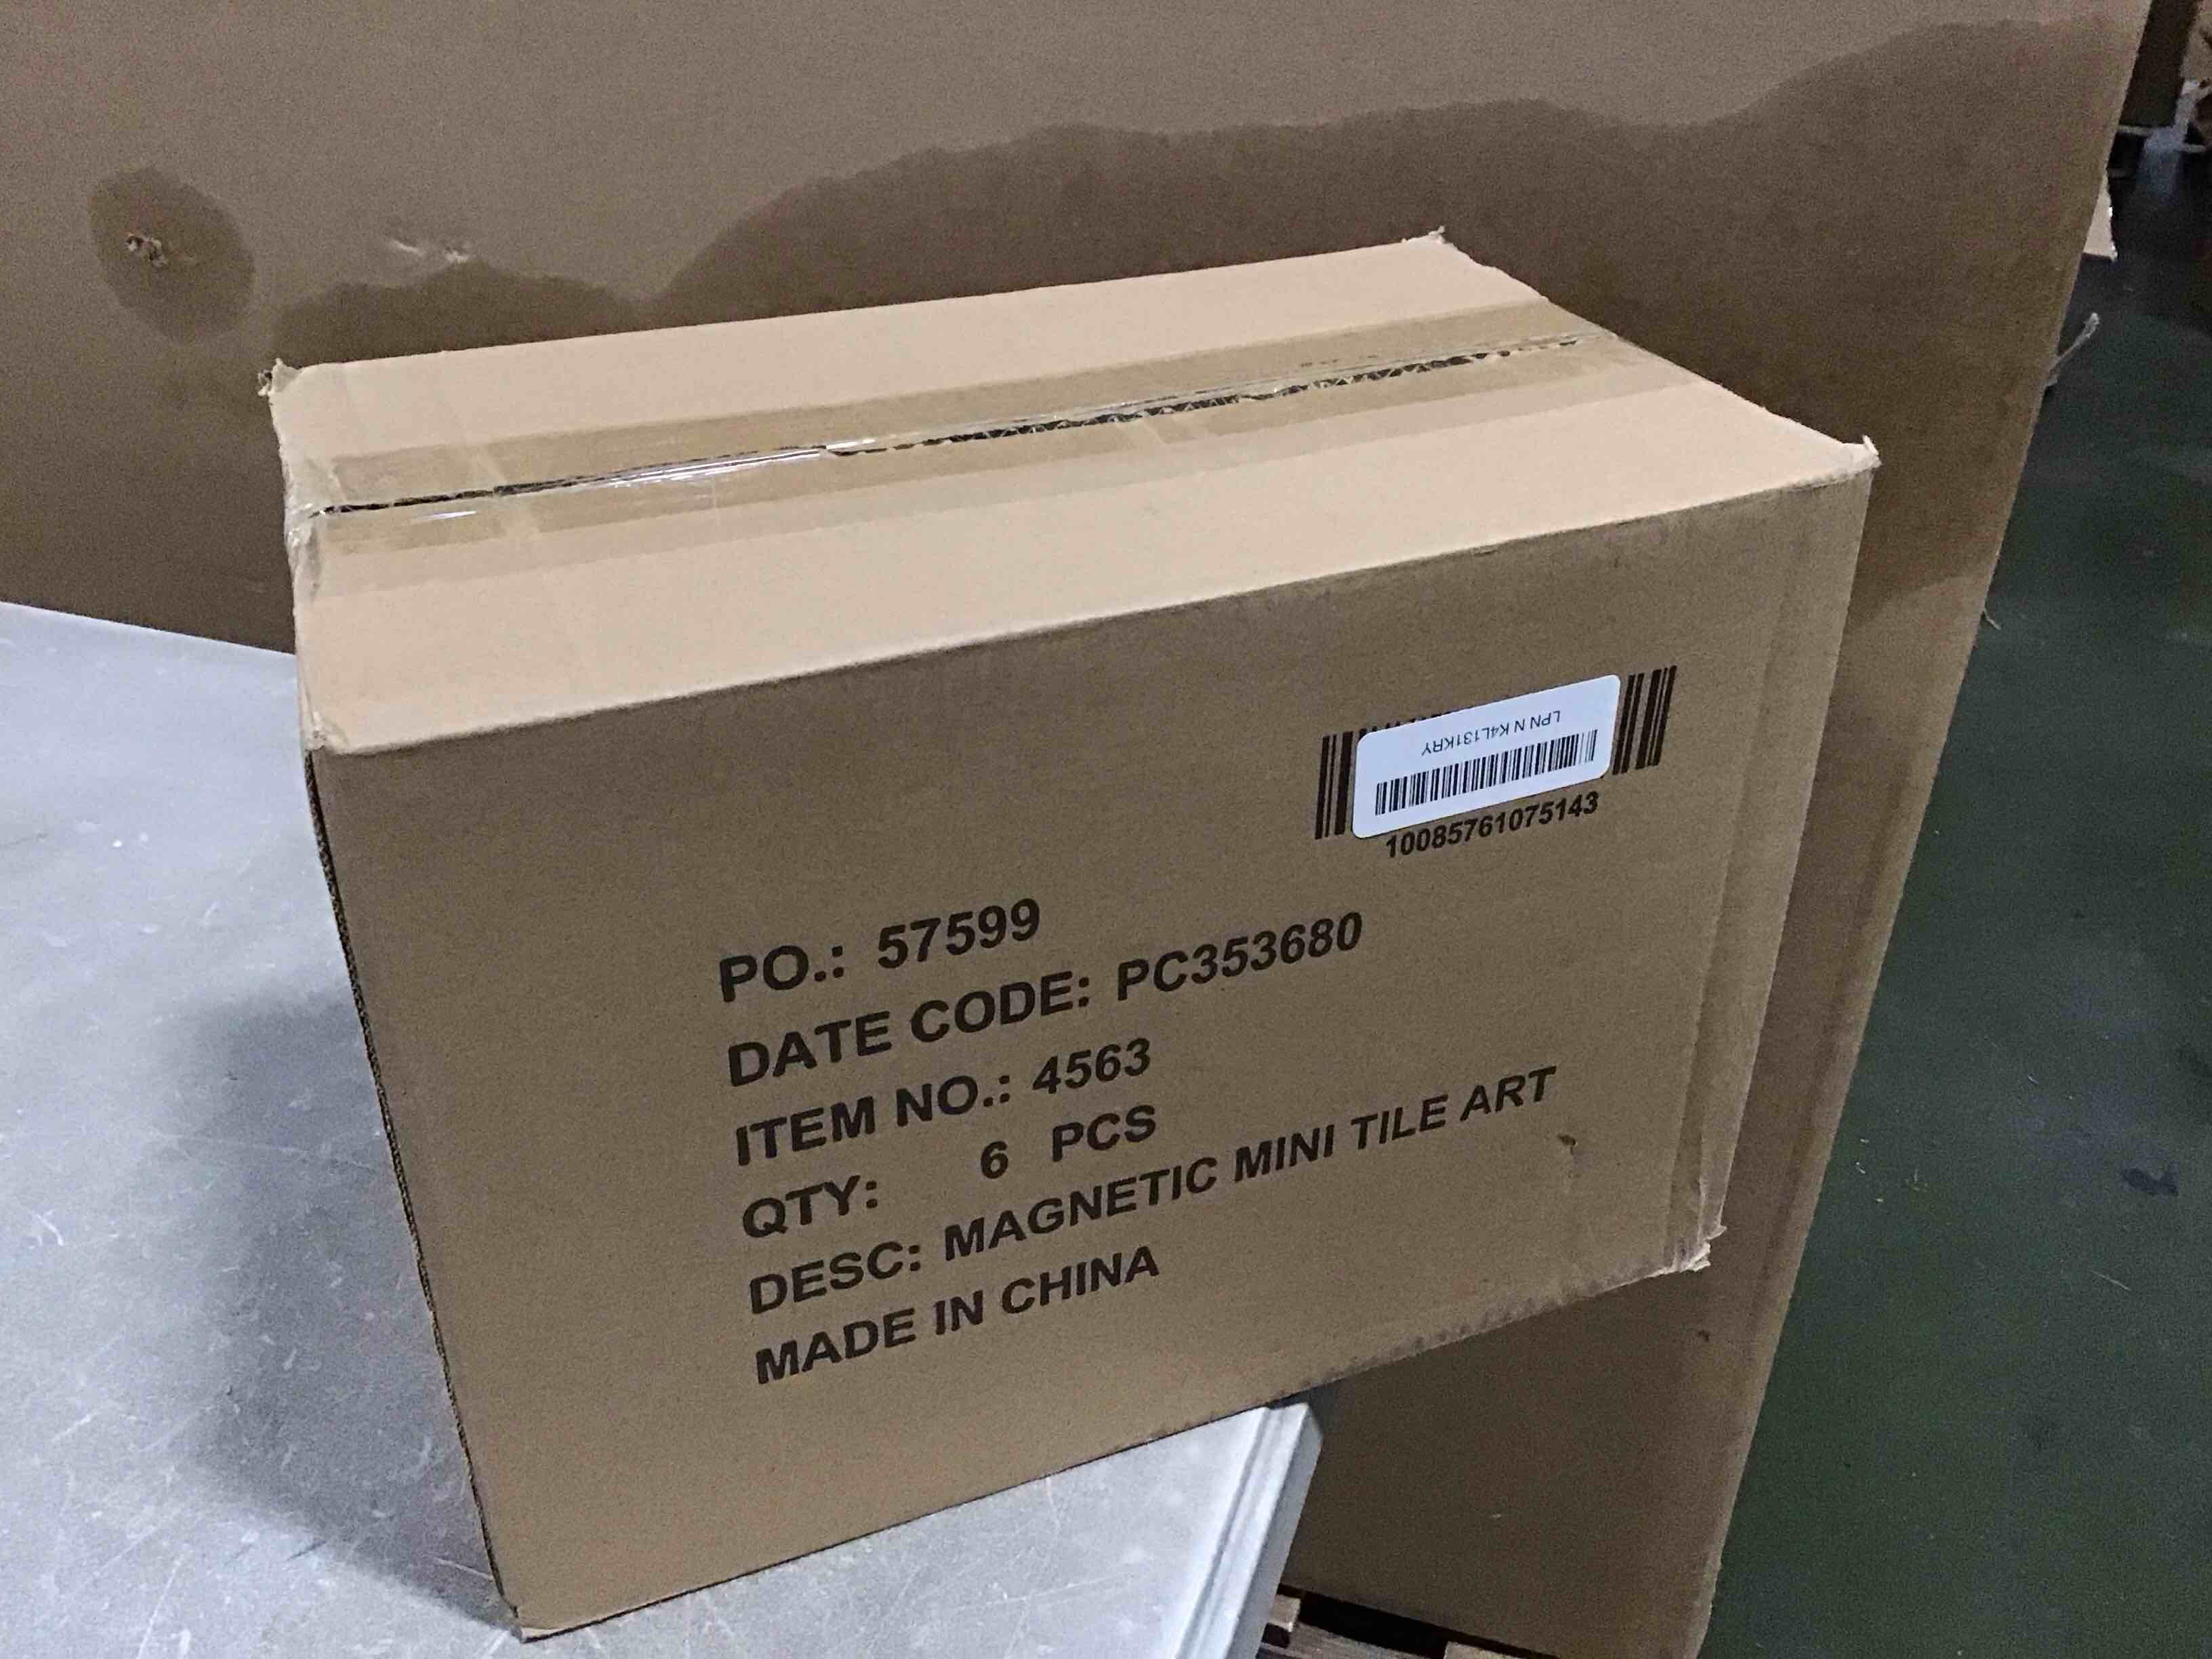 LPN N K4L131KRY
10085761075143
PO.: 57599
DATE CODE: PC353680
ITEM NO.: 4563
QTY: 6 PCS
DESC: MAGNETIC MINI TILE ART
MADE IN CHINA